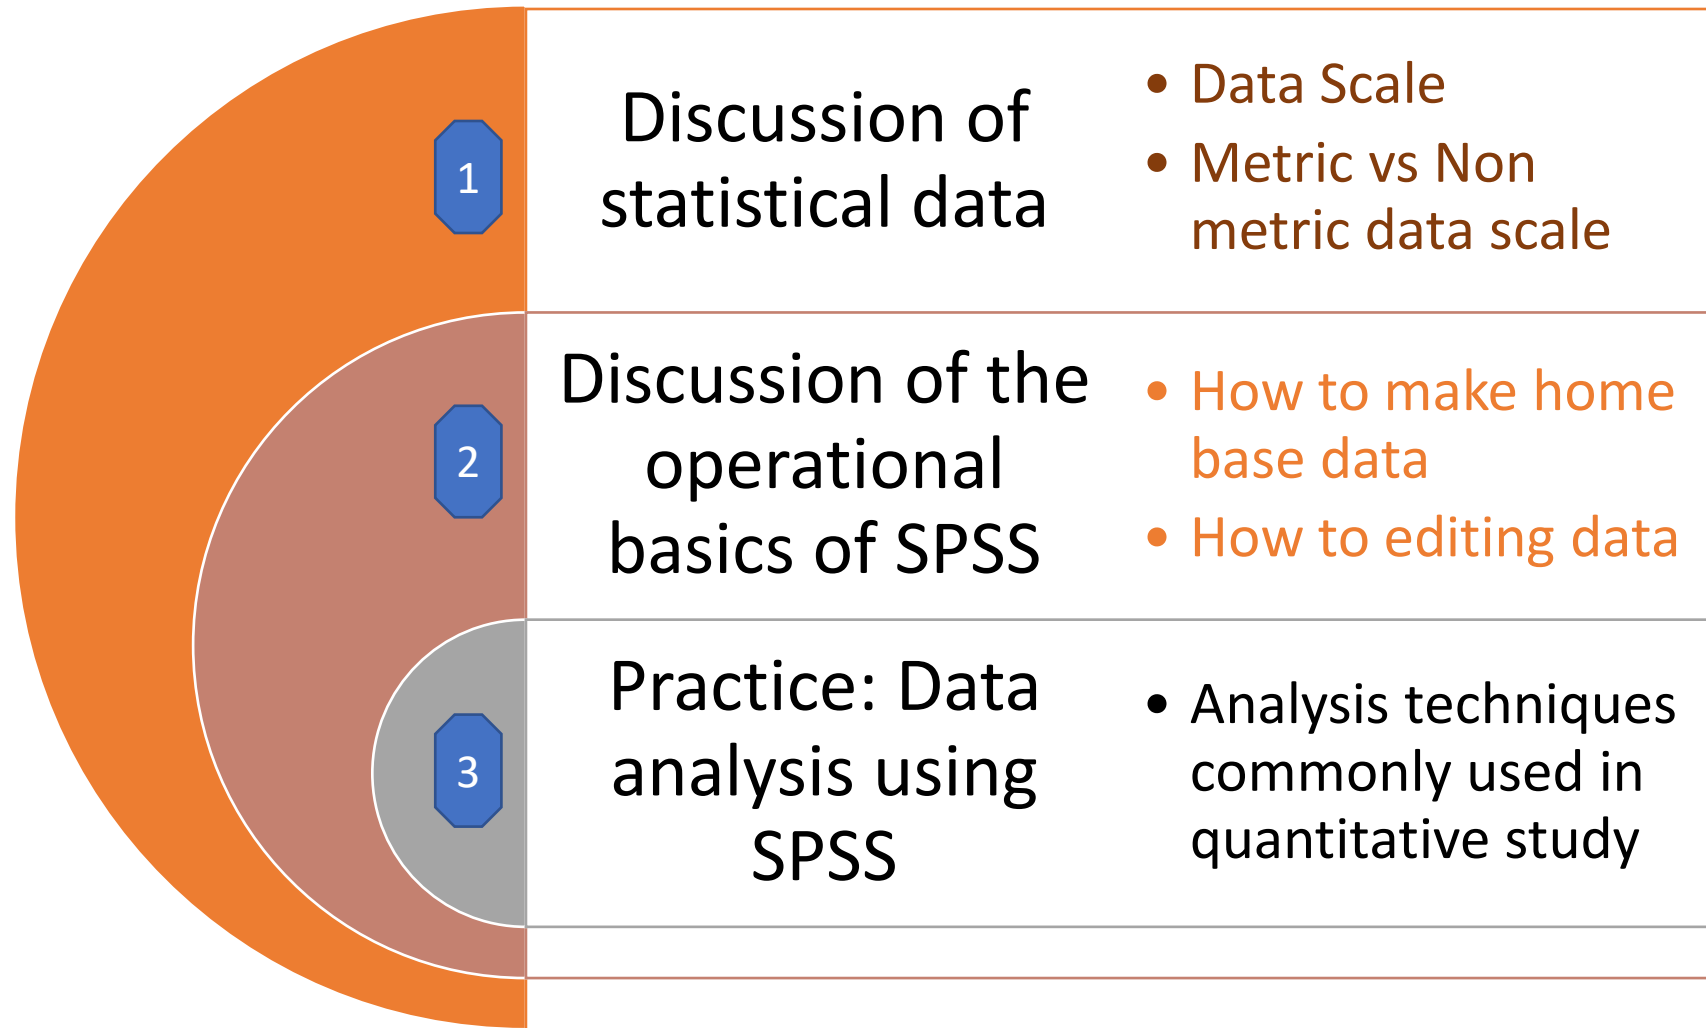 1
Discussion of
statistical data
• Data Scale
• Metric vs Non
metric data scale
2
Discussion of the
operational
basics of SPSS
• How to make home
base data
• How to editing data
3
Practice: Data
analysis using
SPSS
• Analysis techniques
commonly used in
quantitative study